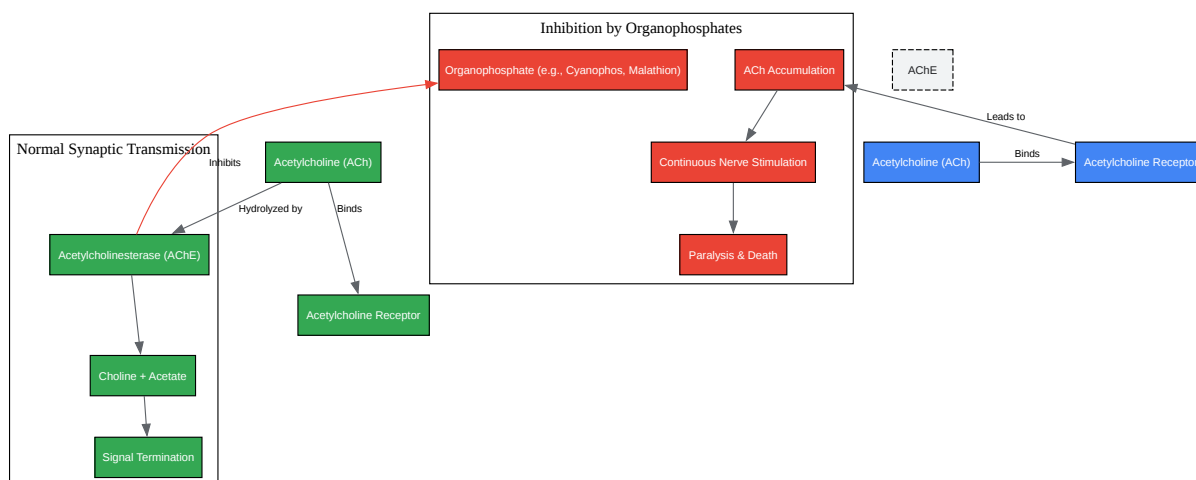 Inhibition by Organophosphates
Organophosphate (e.g., Cyanophos, Malathion)
ACh Accumulation
AChE
Leads to
Normal Synaptic Transmission
Inhibits
Acetylcholine (ACh)
Continuous Nerve Stimulation
Acetylcholine (ACh)
Binds
Acetylcholine Receptor
Hydrolyzed by
Binds
Acetylcholinesterase (AChE)
Paralysis & Death
Acetylcholine Receptor
Choline + Acetate
Signal Termination